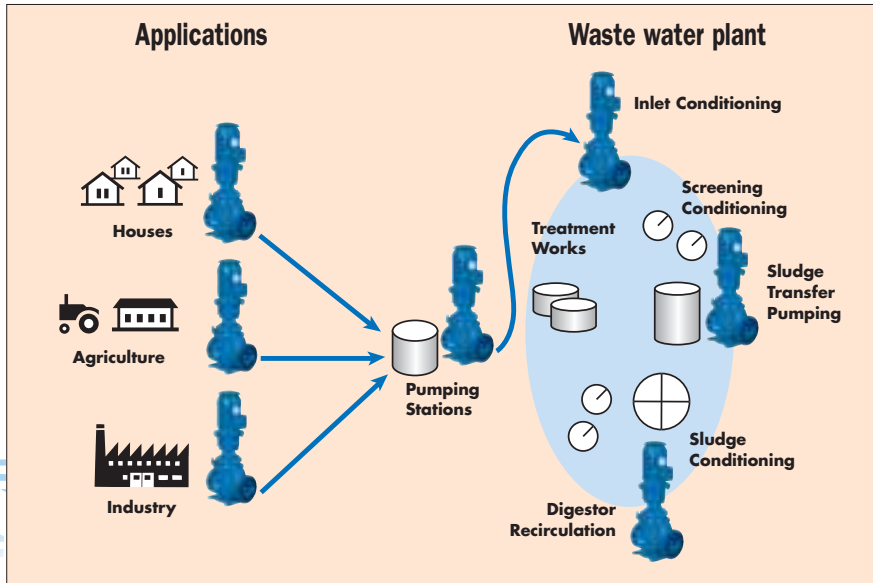 Applications
Houses
Agriculture
Industry
Pumping
Stations
Waste water plant
Inlet Conditioning
Screening
Conditioning
Treatment
Works
Sludge
Transfer
Pumping
Sludge
Conditioning
Digestor
Recirculation